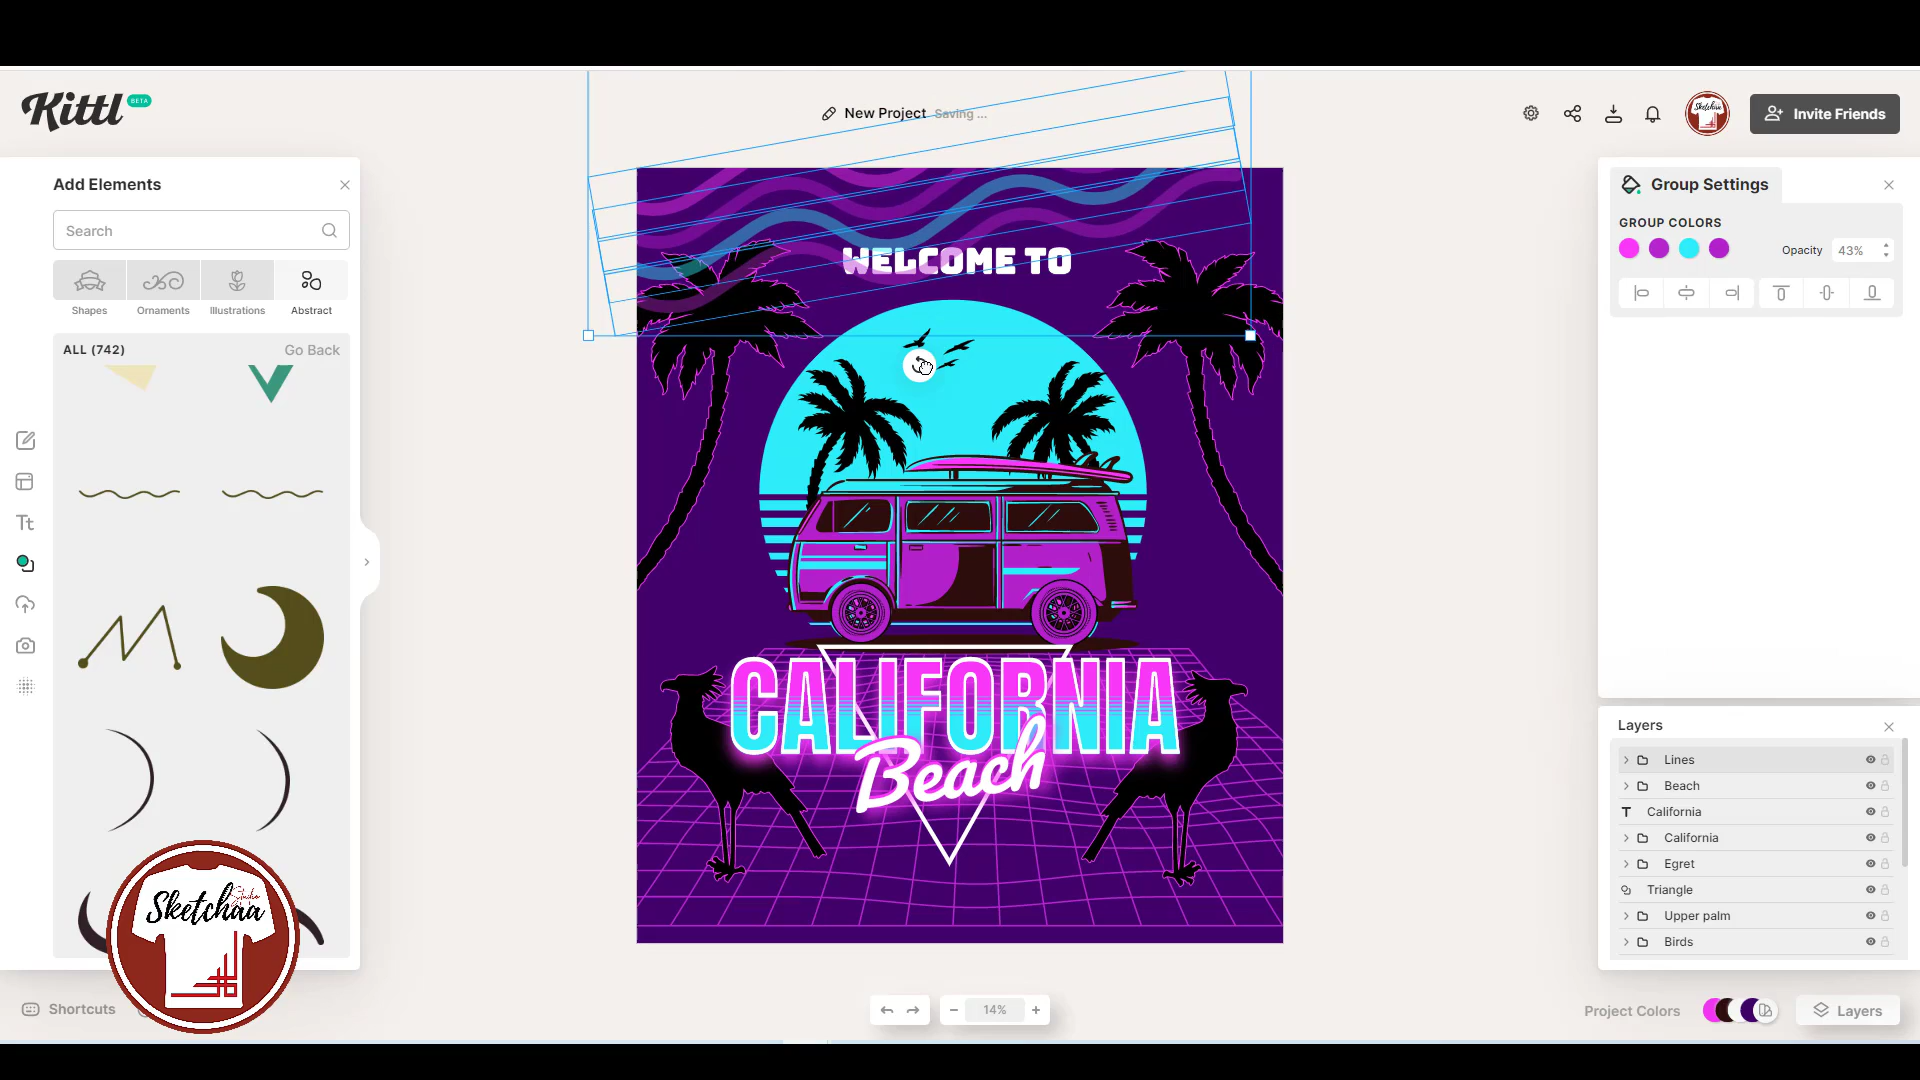 Kittl BETA
New Project Saving ...
Sketchaa
Invite Friends
Add Elements
Search
Shapes
Ornaments
Illustrations
Abstract
ALL (742)
Go Back
WELCOME TO
CALIFORNIA
Beach
Group Settings
GROUP COLORS
Opacity 43%
Layers
Lines
Beach
California
California
Egret
Triangle
Upper palm
Birds
Sketchaa
Studio
Shortcuts
14%
Project Colors
Layers